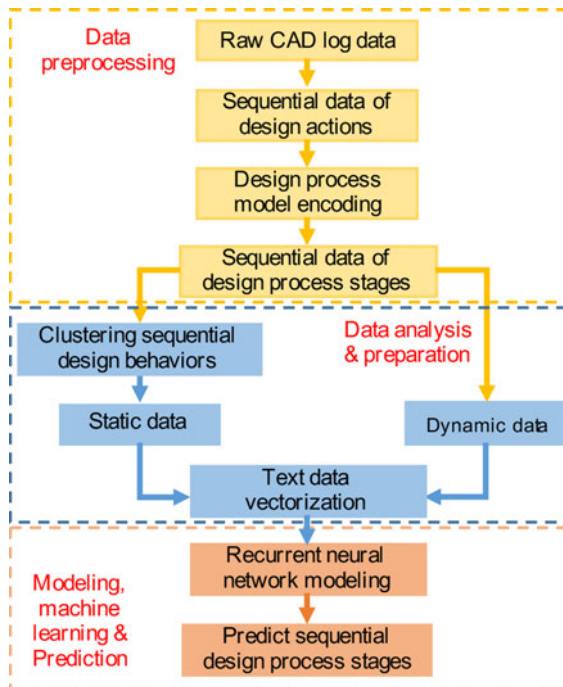 Data
preprocessing
Raw CAD log data
Sequential data of
design actions
Design process
model encoding
Sequential data of
design process stages
Clustering sequential
design behaviors
Data analysis
& preparation
Static data
Dynamic data
Text data
vectorization
Modeling,
machine
learning &
Prediction
Recurrent neural
network modeling
Predict sequential
design process stages